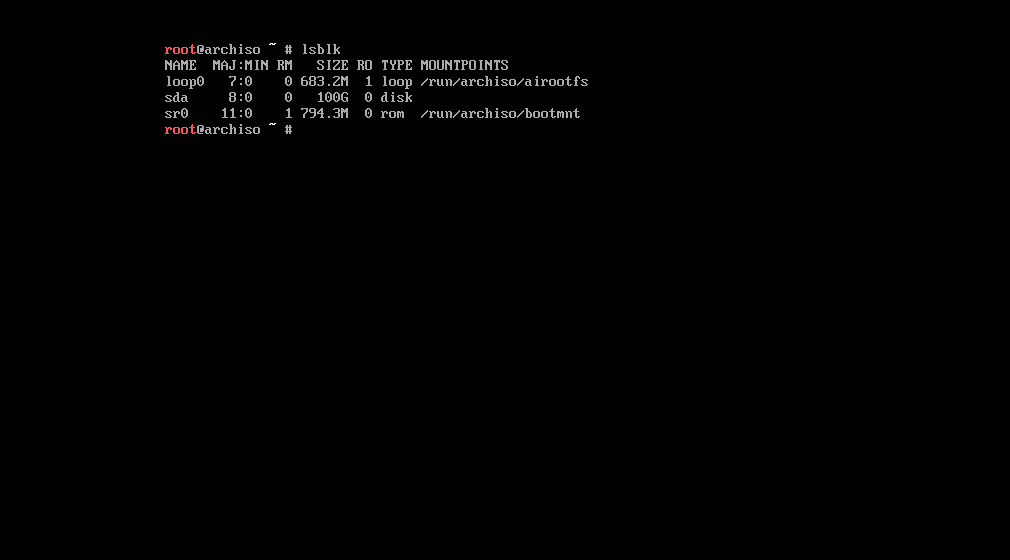 root@archiso ~ # lsblk
NAME  MAJ:MIN RM   SIZE RO TYPE MOUNTPOINTS
loop0   7:0    0 683.2M  1 loop /run/archiso/airootfs
sda     8:0    0   100G  0 disk
sr0    11:0    1 794.3M  0 rom  /run/archiso/bootmnt
root@archiso ~ #